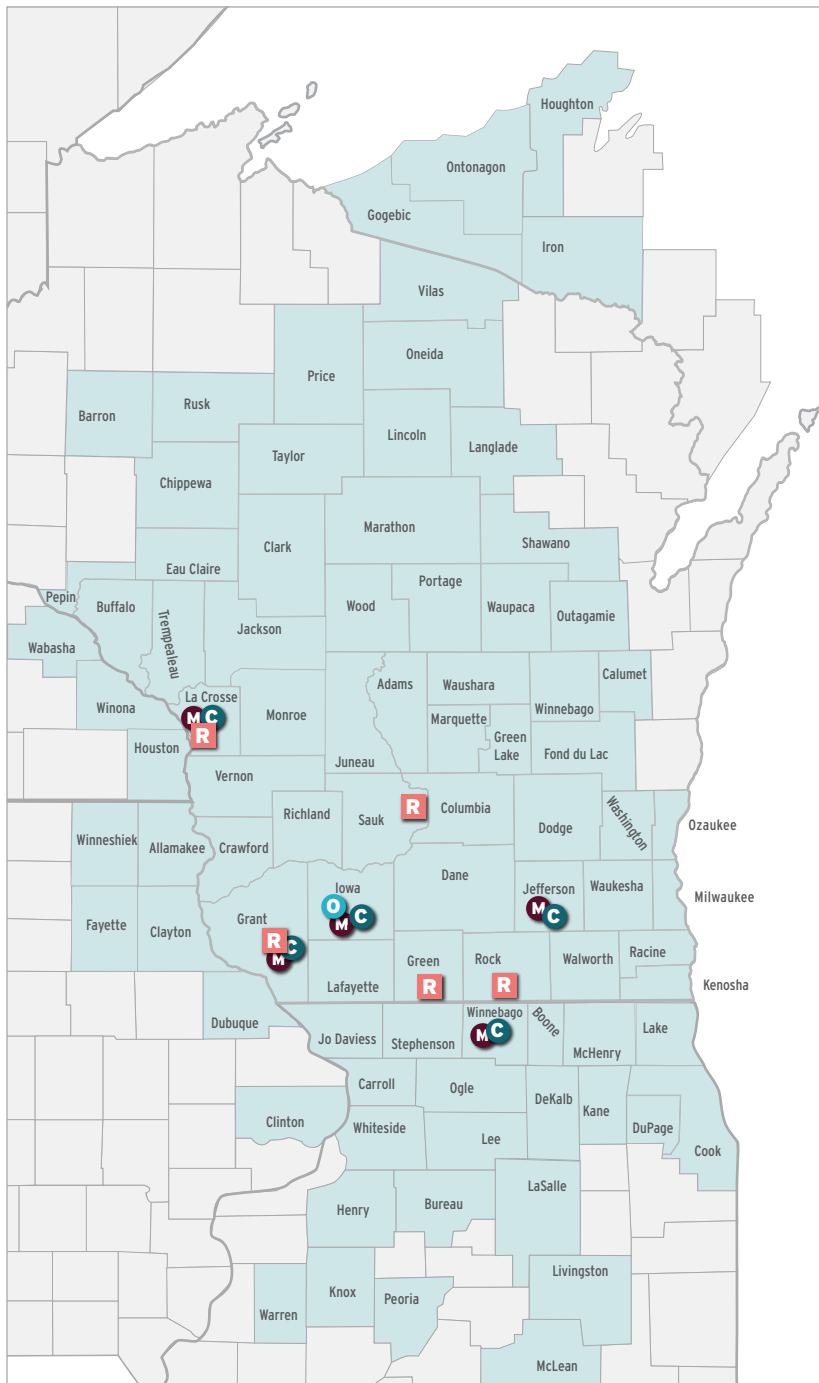 Houghton
Ontonagon
Gogebic
Iron
Vilas
Oneida
Price
Rusk
Barron
Lincoln
Langlade
Taylor
Chippewa
Marathon
Clark
Shawano
Eau Claire
Portage
Pepin
Buffalo
Wood
Waupaca
Outagamie
Trempealeau
Jackson
Wabasha
Calumet
Adams
Waushara
La Crosse
Winona
Winnebago
Monroe
Marquette
M
C
R
Green
Lake
Houston
Fond du Lac
Juneau
Vernon
R
Columbia
Richland
Sauk
Washington
Ozaukee
Dodge
Winneshiek
Allamakee
Crawford
Dane
Iowa
Jefferson
Waukesha
Milwaukee
O
M
C
M
C
Grant
Fayette
Clayton
R
C
M
Green
Rock
Walworth
Racine
Lafayette
R
R
Kenosha
Dubuque
Winnebago
Boone
Lake
M
C
Jo Daviess
Stephenson
McHenry
Carroll
Ogle
DeKalb
Kane
Clinton
Whiteside
Lee
DuPage
Cook
LaSalle
Henry
Bureau
Livingston
Knox
Peoria
Warren
McLean